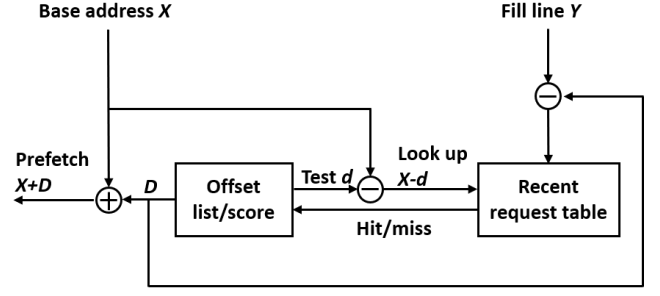 Base address X
Fill line Y
Prefetch
X+D
D
Offset
list/score
Test d
Look up
X-d
Hit/miss
Recent
request table